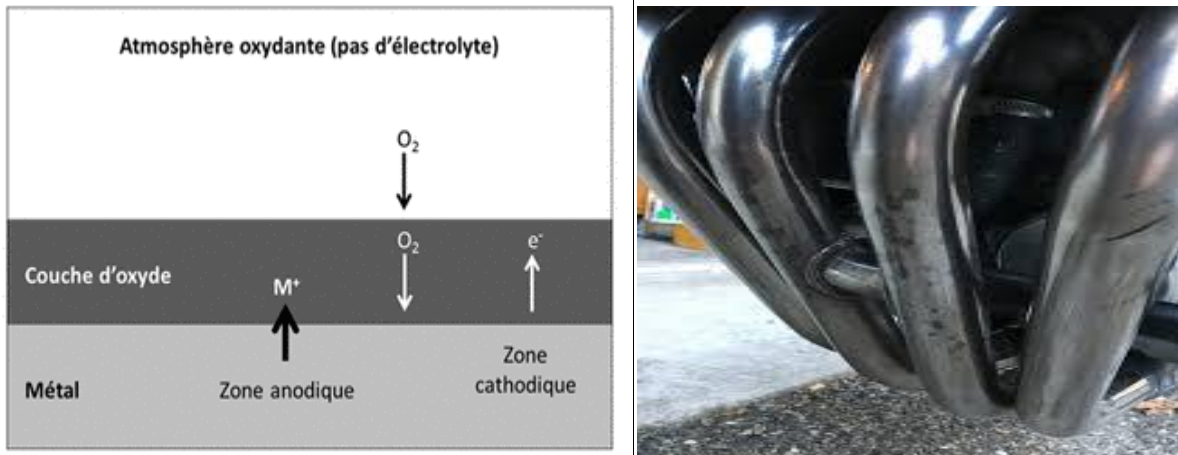 Atmosphère oxydante (pas d'électrolyte)
O₂
O₂
e⁻
Couche d'oxyde
M⁺
Zone
cathodique
Métal
Zone anodique